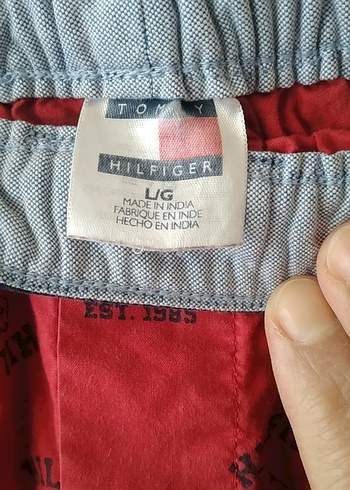 TOMMY
HILFIGER
L/G
MADE IN INDIA
FABRIQUE EN INDE
HECHO EN INDIA
EST. 1985